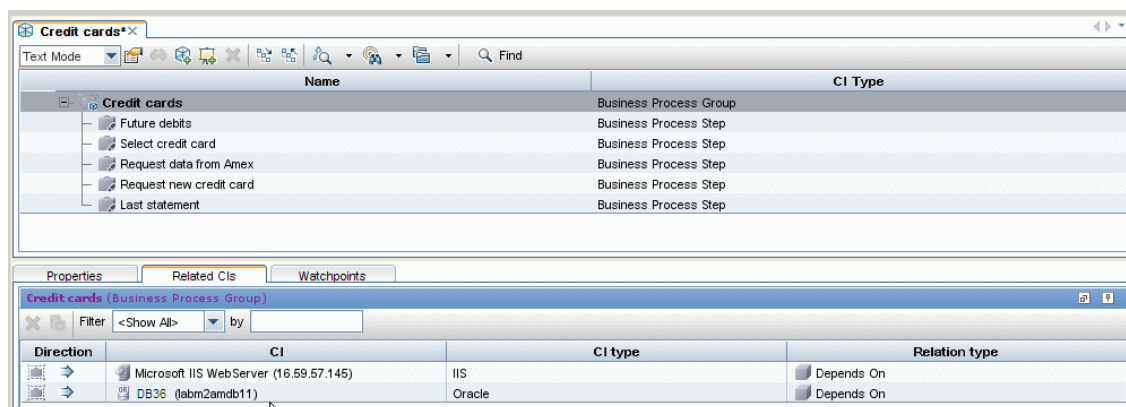 Credit cards*
Text Mode Find
Name CI Type
Credit cards Business Process Group
Future debits Business Process Step
Select credit card Business Process Step
Request data from Amex Business Process Step
Request new credit card Business Process Step
Last statement Business Process Step
Properties Related CIs Watchpoints
Credit cards (Business Process Group)
Filter <Show All> by
Direction CI CI type Relation type
Microsoft IIS WebServer (16.59.57.145) IIS Depends On
DB36 (labm2amdb11) Oracle Depends On